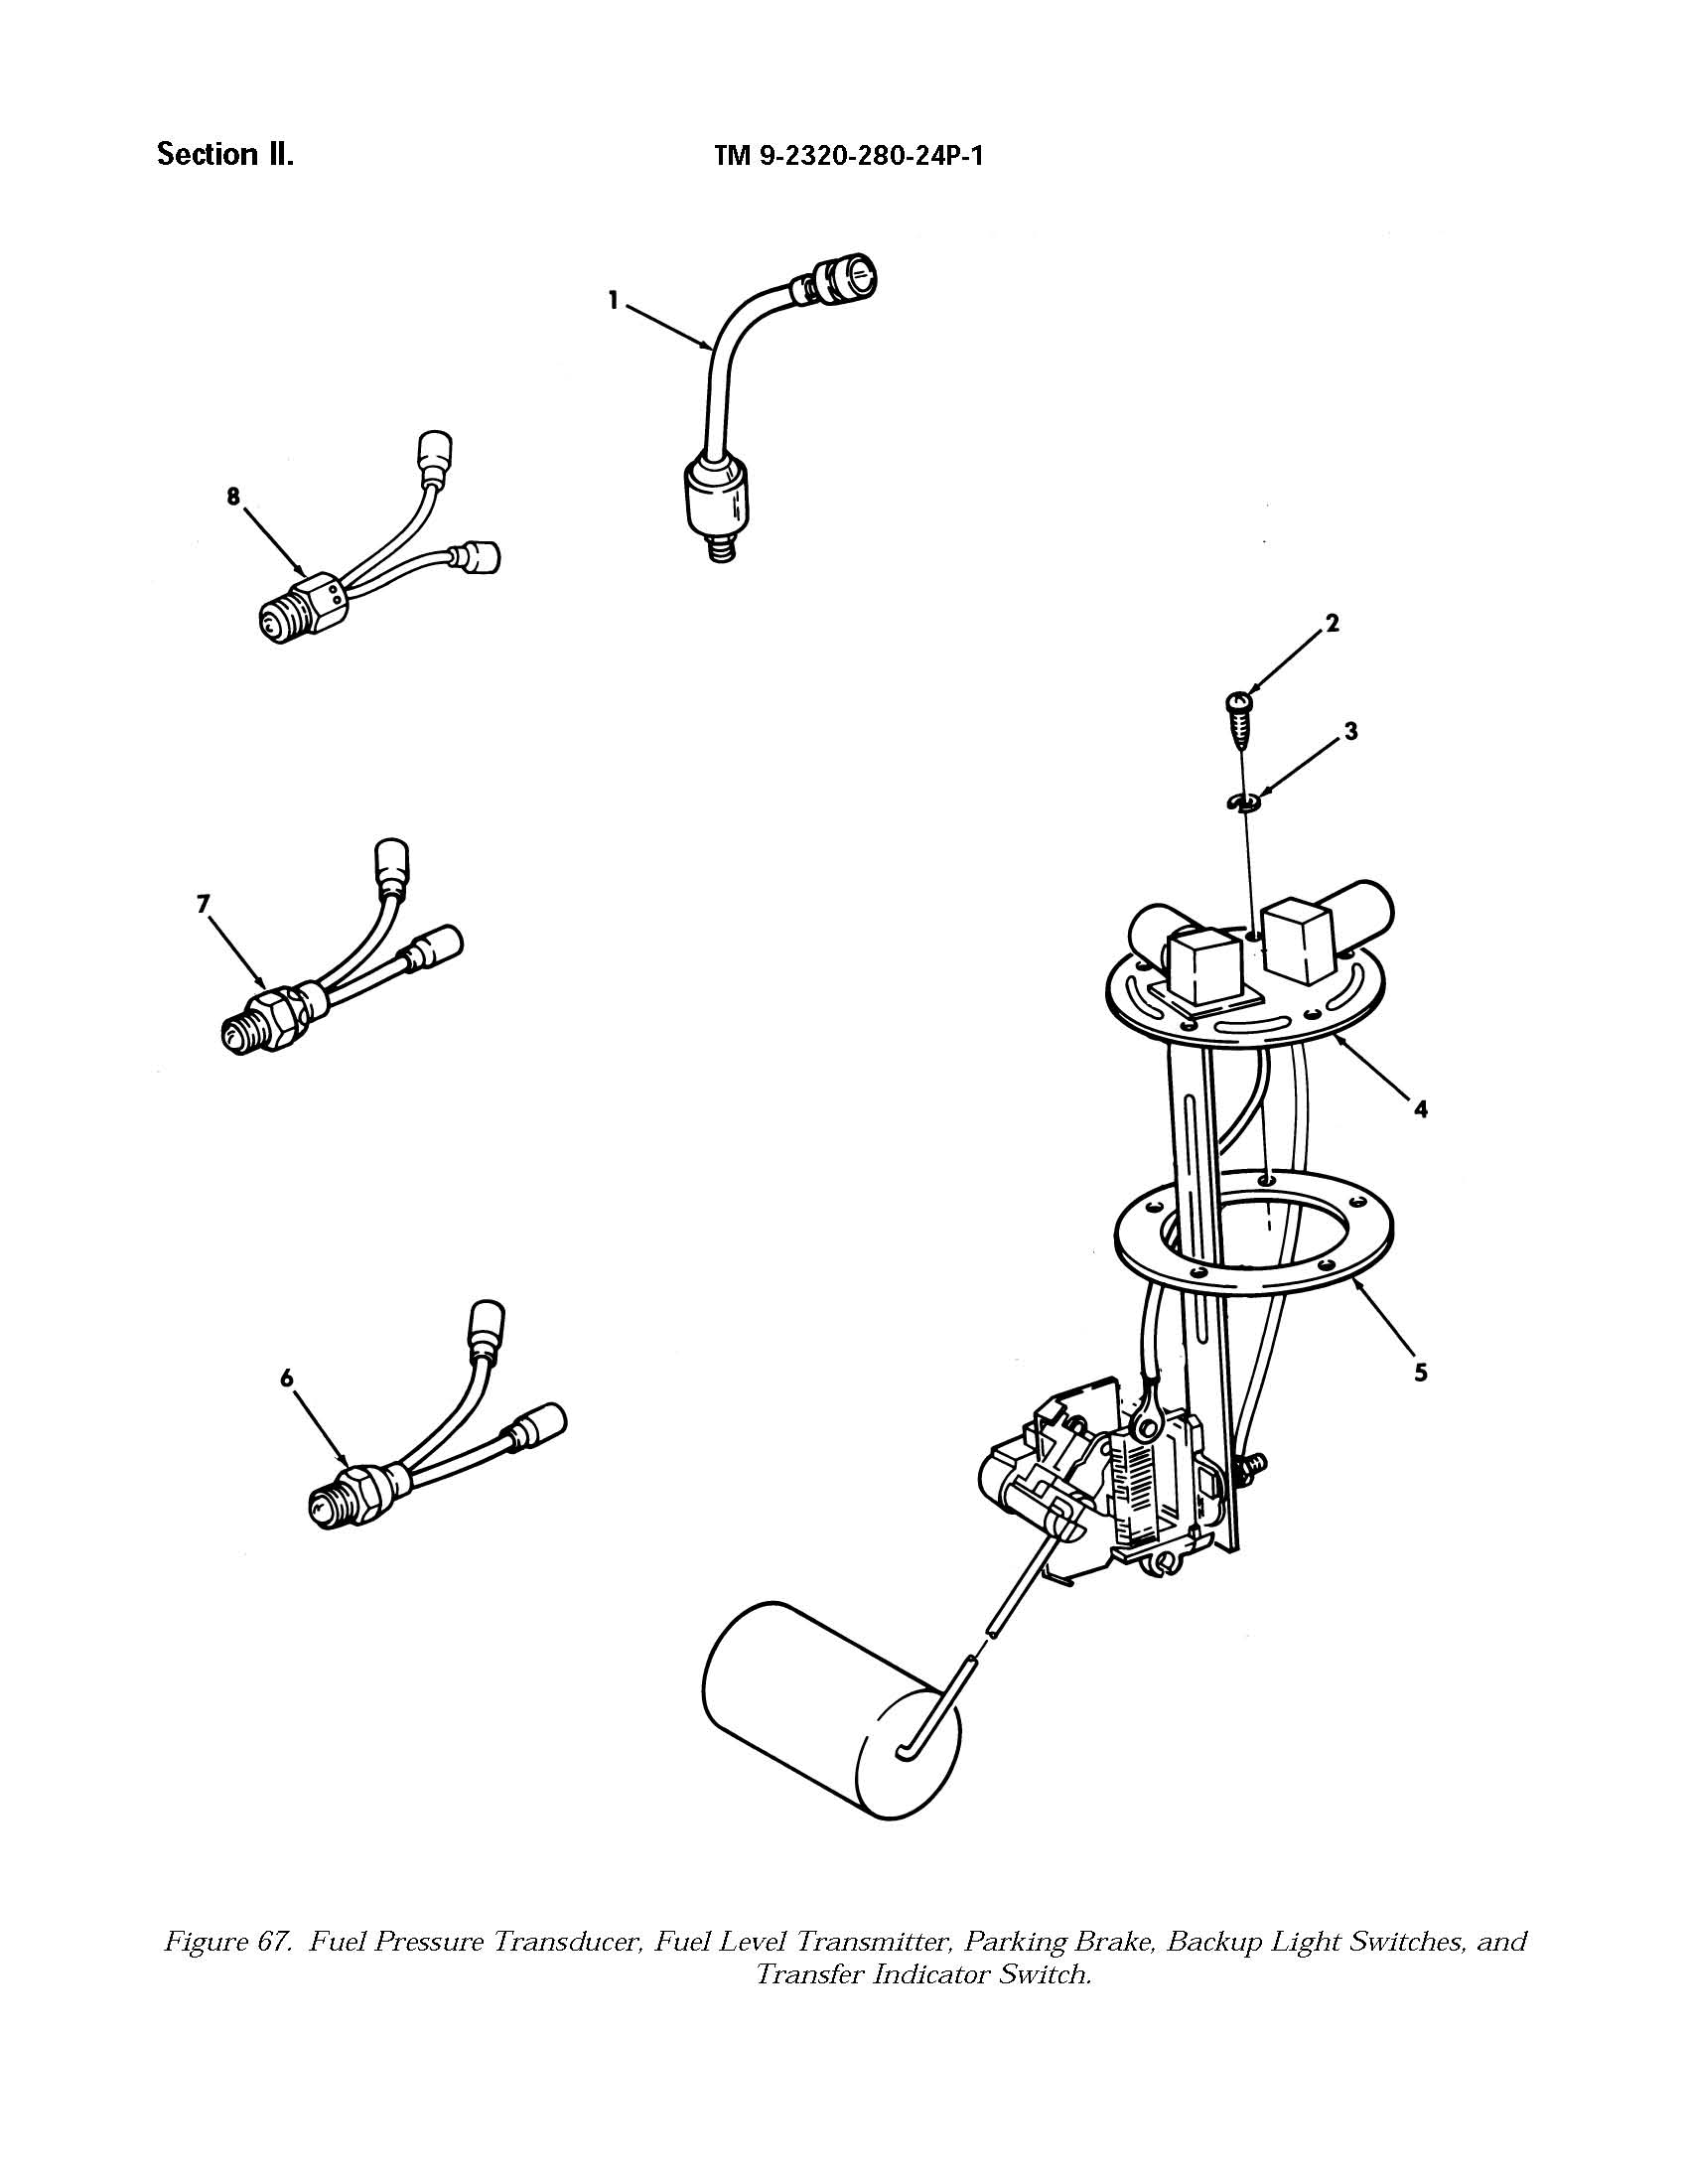 Section II.
TM 9-2320-280-24P-1
1
8
2
3
7
4
5
6
Figure 67. Fuel Pressure Transducer, Fuel Level Transmitter, Parking Brake, Backup Light Switches, and
Transfer Indicator Switch.